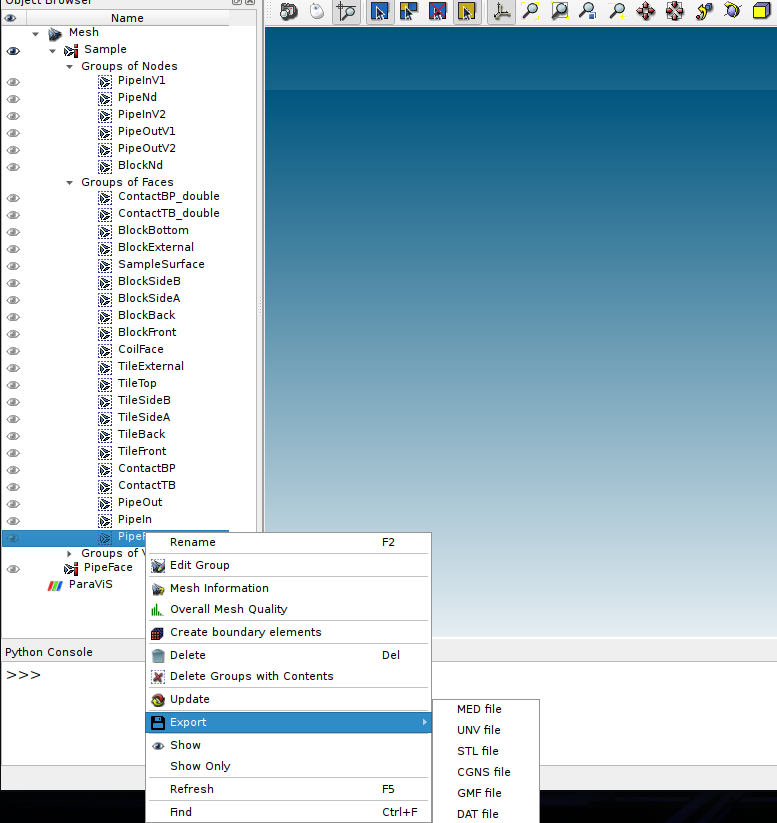 Object Browser
Name
Mesh
Sample
Groups of Nodes
PipeInV1
PipeNd
PipeInV2
PipeOutV1
PipeOutV2
BlockNd
Groups of Faces
ContactBP_double
ContactTB_double
BlockBottom
BlockExternal
SampleSurface
BlockSideB
BlockSideA
BlockBack
BlockFront
CoilFace
TileExternal
TileTop
TileSideB
TileSideA
TileBack
TileFront
ContactBP
ContactTB
PipeOut
PipeIn
Groups of
PipeFace
ParaViS
Rename F2
Edit Group
Mesh Information
Overall Mesh Quality
Create boundary elements
Delete Del
Delete Groups with Contents
Update
Export
Show
Show Only
Refresh F5
Find Ctrl+F
MED file
UNV file
STL file
CGNS file
GMF file
DAT file
Python Console
>>>